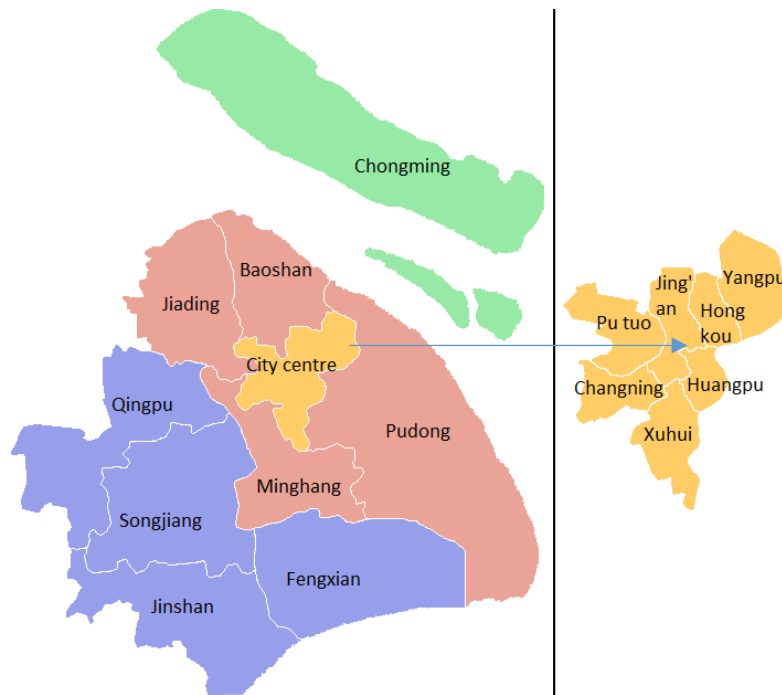 Chongming
Baoshan
Jiading
City centre
Qingpu
Pudong
Minghang
Songjiang
Fengxian
Jinshan
Yangpu
Jing'
an
Hong
kou
Pu tuo
Changning
Huangpu
Xuhui